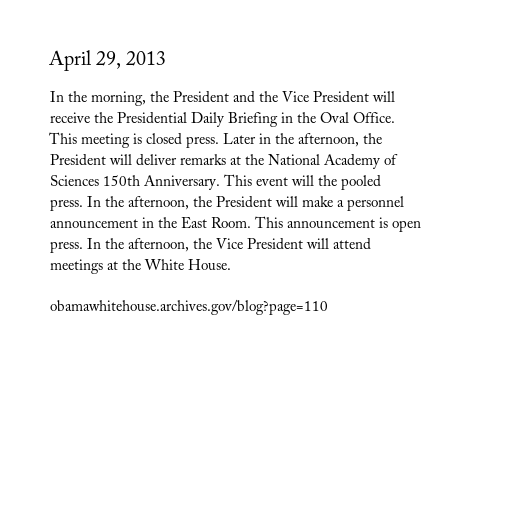 April 29, 2013
In the morning, the President and the Vice President will
receive the Presidential Daily Briefing in the Oval Office.
This meeting is closed press. Later in the afternoon, the
President will deliver remarks at the National Academy of
Sciences 150th Anniversary. This event will the pooled
press. In the afternoon, the President will make a personnel
announcement in the East Room. This announcement is open
press. In the afternoon, the Vice President will attend
meetings at the White House.
obamawhitehouse.archives.gov/blog?page=110